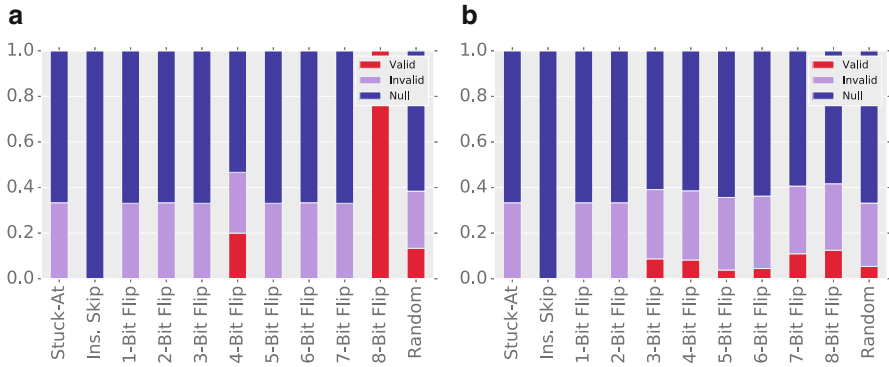 a
1.0
0.8
0.6
0.4
0.2
0.0
Valid
Invalid
Null
Stuck-At
Ins. Skip
1-Bit Flip
2-Bit Flip
3-Bit Flip
4-Bit Flip
5-Bit Flip
6-Bit Flip
7-Bit Flip
8-Bit Flip
Random
b
1.0
0.8
0.6
0.4
0.2
0.0
Valid
Invalid
Null
Stuck-At
Ins. Skip
1-Bit Flip
2-Bit Flip
3-Bit Flip
4-Bit Flip
5-Bit Flip
6-Bit Flip
7-Bit Flip
8-Bit Flip
Random